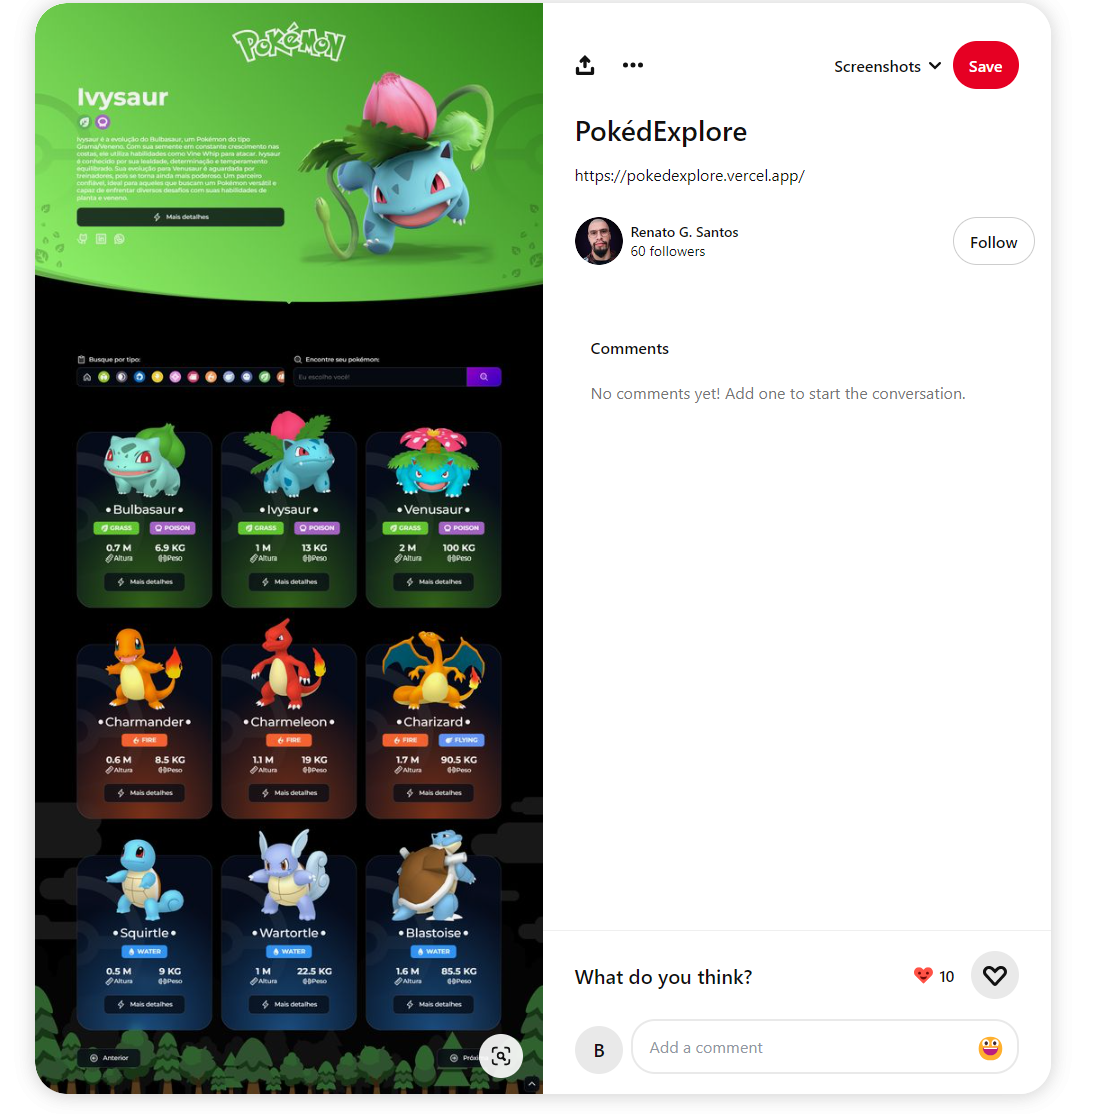 POKÉMON
Ivysaur
Ivysaur é a evolução do Bulbasaur, um Pokémon do tipo
Grama/Veneno. Com sua semente em constante crescimento nas
costas, ele utiliza habilidades como Vine Whip para atacar. Ivysaur
é conhecido por sua lealdade, determinação e temperamento
equilibrado. Sua evolução para Venusaur é aguardada por
treinadores, pois se torna ainda mais poderoso. Um parceiro
confiável, ideal para aqueles que buscam um Pokémon versátil e
capaz de enfrentar diversos desafios com suas habilidades de
planta e veneno.
Mais detalhes
Busque por tipo:
Encontre seu pokémon:
Eu escolho você!
•Bulbasaur•
GRASS POISON
0.7 M 6.9 KG
Altura Peso
Mais detalhes
•Ivysaur•
GRASS POISON
1 M 13 KG
Altura Peso
Mais detalhes
•Venusaur•
GRASS POISON
2 M 100 KG
Altura Peso
Mais detalhes
•Charmander•
FIRE
0.6 M 8.5 KG
Altura Peso
Mais detalhes
•Charmeleon•
FIRE
1.1 M 19 KG
Altura Peso
Mais detalhes
•Charizard•
FIRE FLYING
1.7 M 90.5 KG
Altura Peso
Mais detalhes
•Squirtle•
WATER
0.5 M 9 KG
Altura Peso
Mais detalhes
•Wartortle•
WATER
1 M 22.5 KG
Altura Peso
Mais detalhes
•Blastoise•
WATER
1.6 M 85.5 KG
Altura Peso
Mais detalhes
Anterior
Screenshots
Save
PokédExplore
https://pokedexplore.vercel.app/
Renato G. Santos
60 followers
Follow
Comments
No comments yet! Add one to start the conversation.
What do you think?
10
B
Add a comment